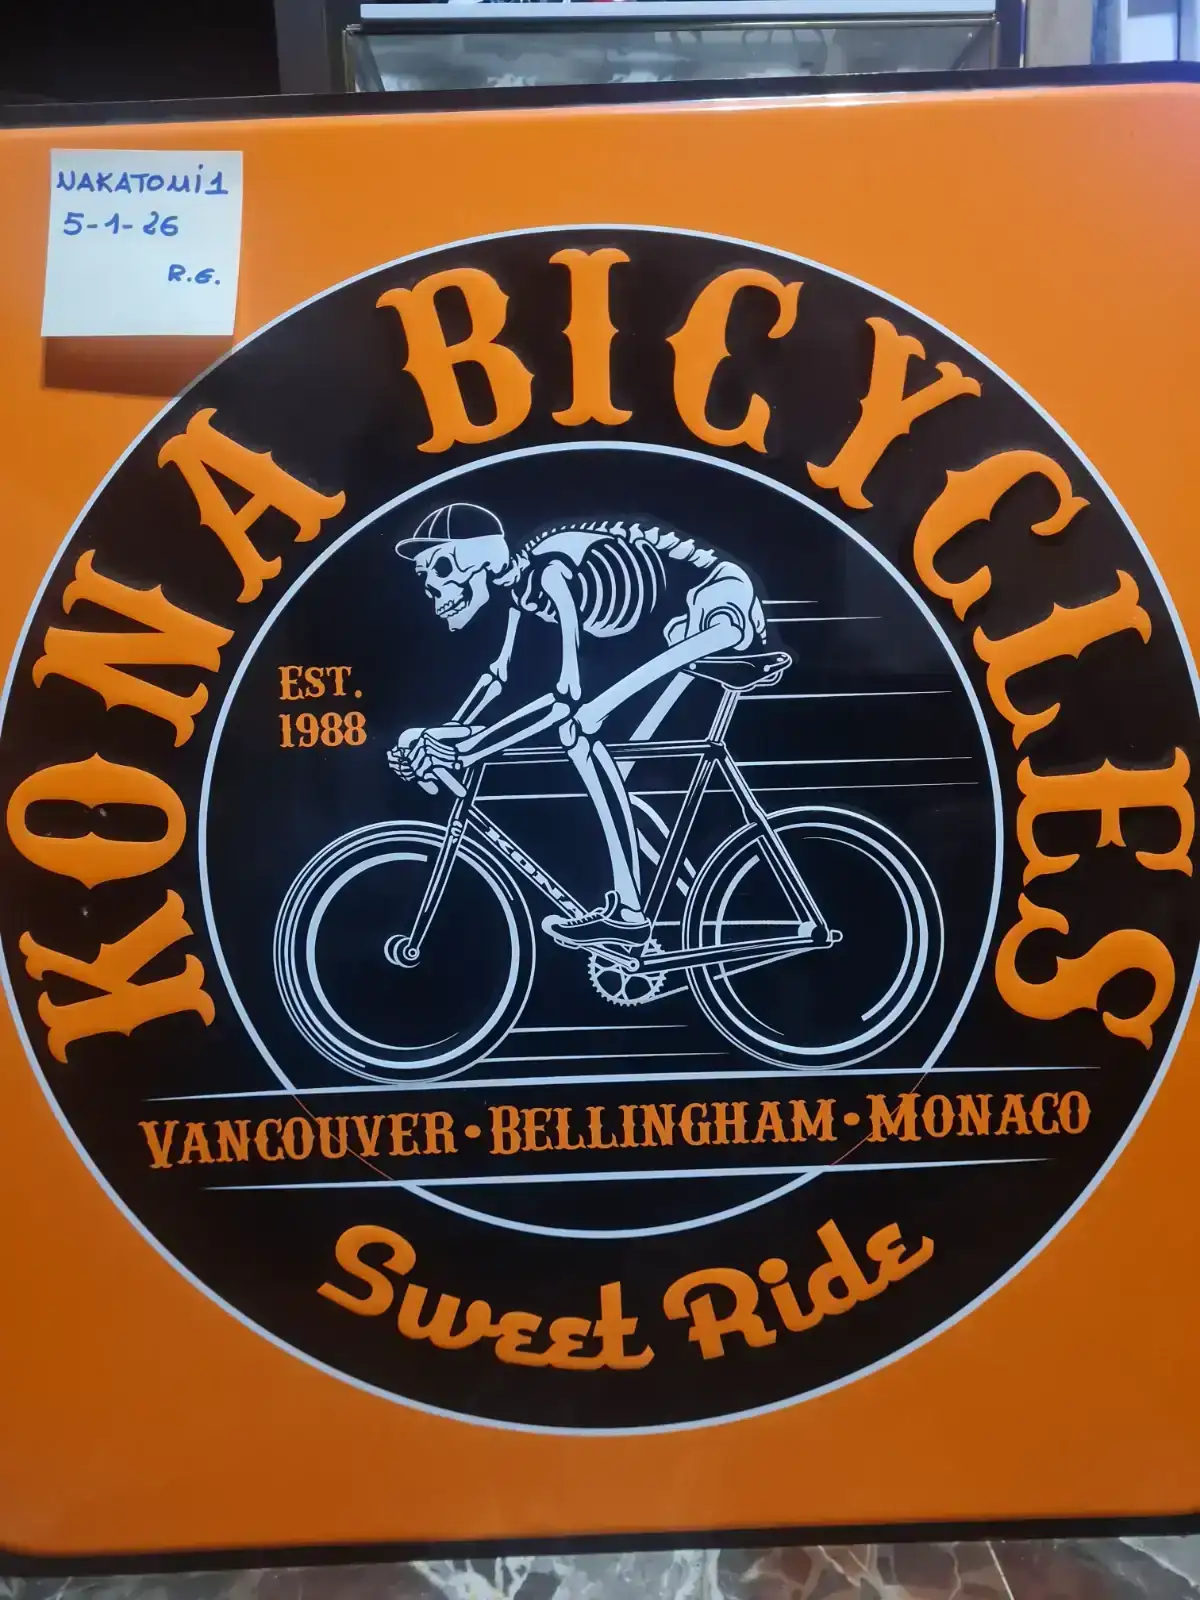 NAKATOMi1
5-1-26
R.G.
KONA BICYCLES
EST.
1988
KONA
VANCOUVER • BELLINGHAM • MONACO
Sweet Ride